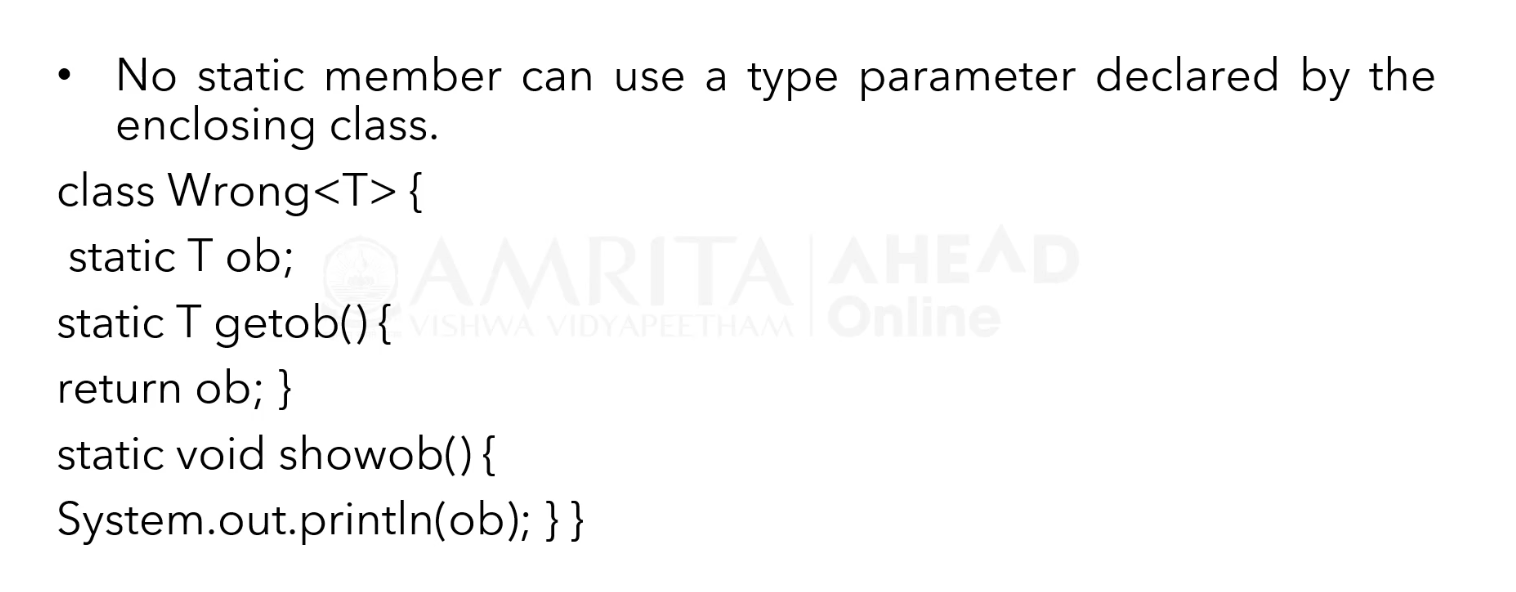 • No static member can use a type parameter declared by the
enclosing class.
class Wrong<T> {
static T ob;
static T getob() {
return ob; }
static void showob() {
System.out.println(ob); } }
AMRITA
VISHWA VIDYAPEETHAM
AHEAD
Online